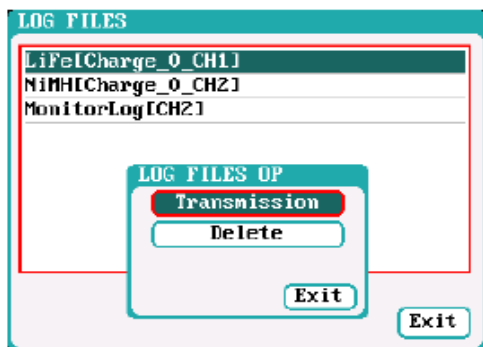 LOG FILES
LiFe[Charge_0_CH1]
NiMH[Charge_0_CH2]
MonitorLog[CH2]
LOG FILES OP
Transmission
Delete
Exit
Exit